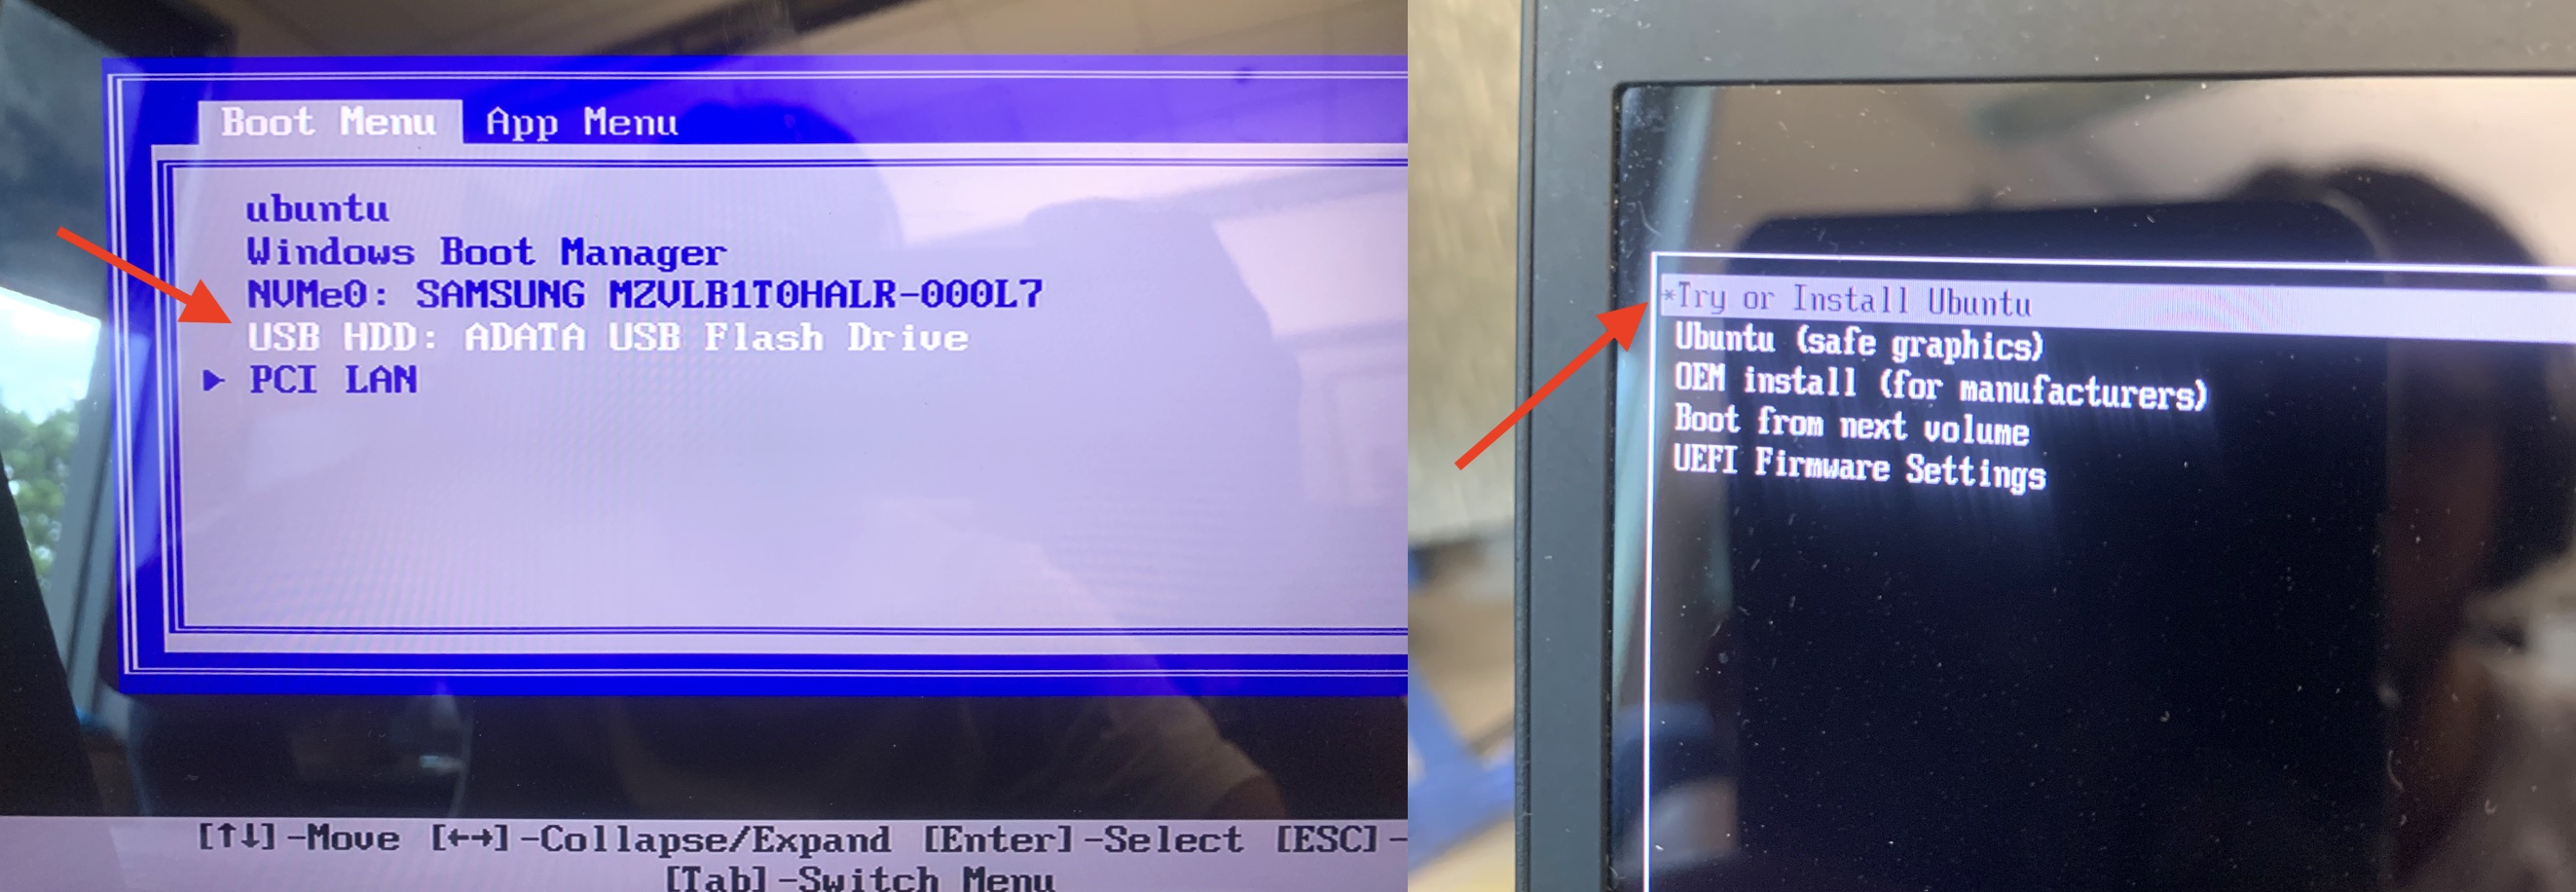 Boot Menu App Menu
ubuntu
Windows Boot Manager
NVMe0: SAMSUNG MZVLB1T0HALR-000L7
USB HDD: ADATA USB Flash Drive
PCI LAN
[↑↓]-Move [←→]-Collapse/Expand [Enter]-Select [ESC]-
[Tab]-Switch Menu
*Try or Install Ubuntu
Ubuntu (safe graphics)
OEM install (for manufacturers)
Boot from next volume
UEFI Firmware Settings